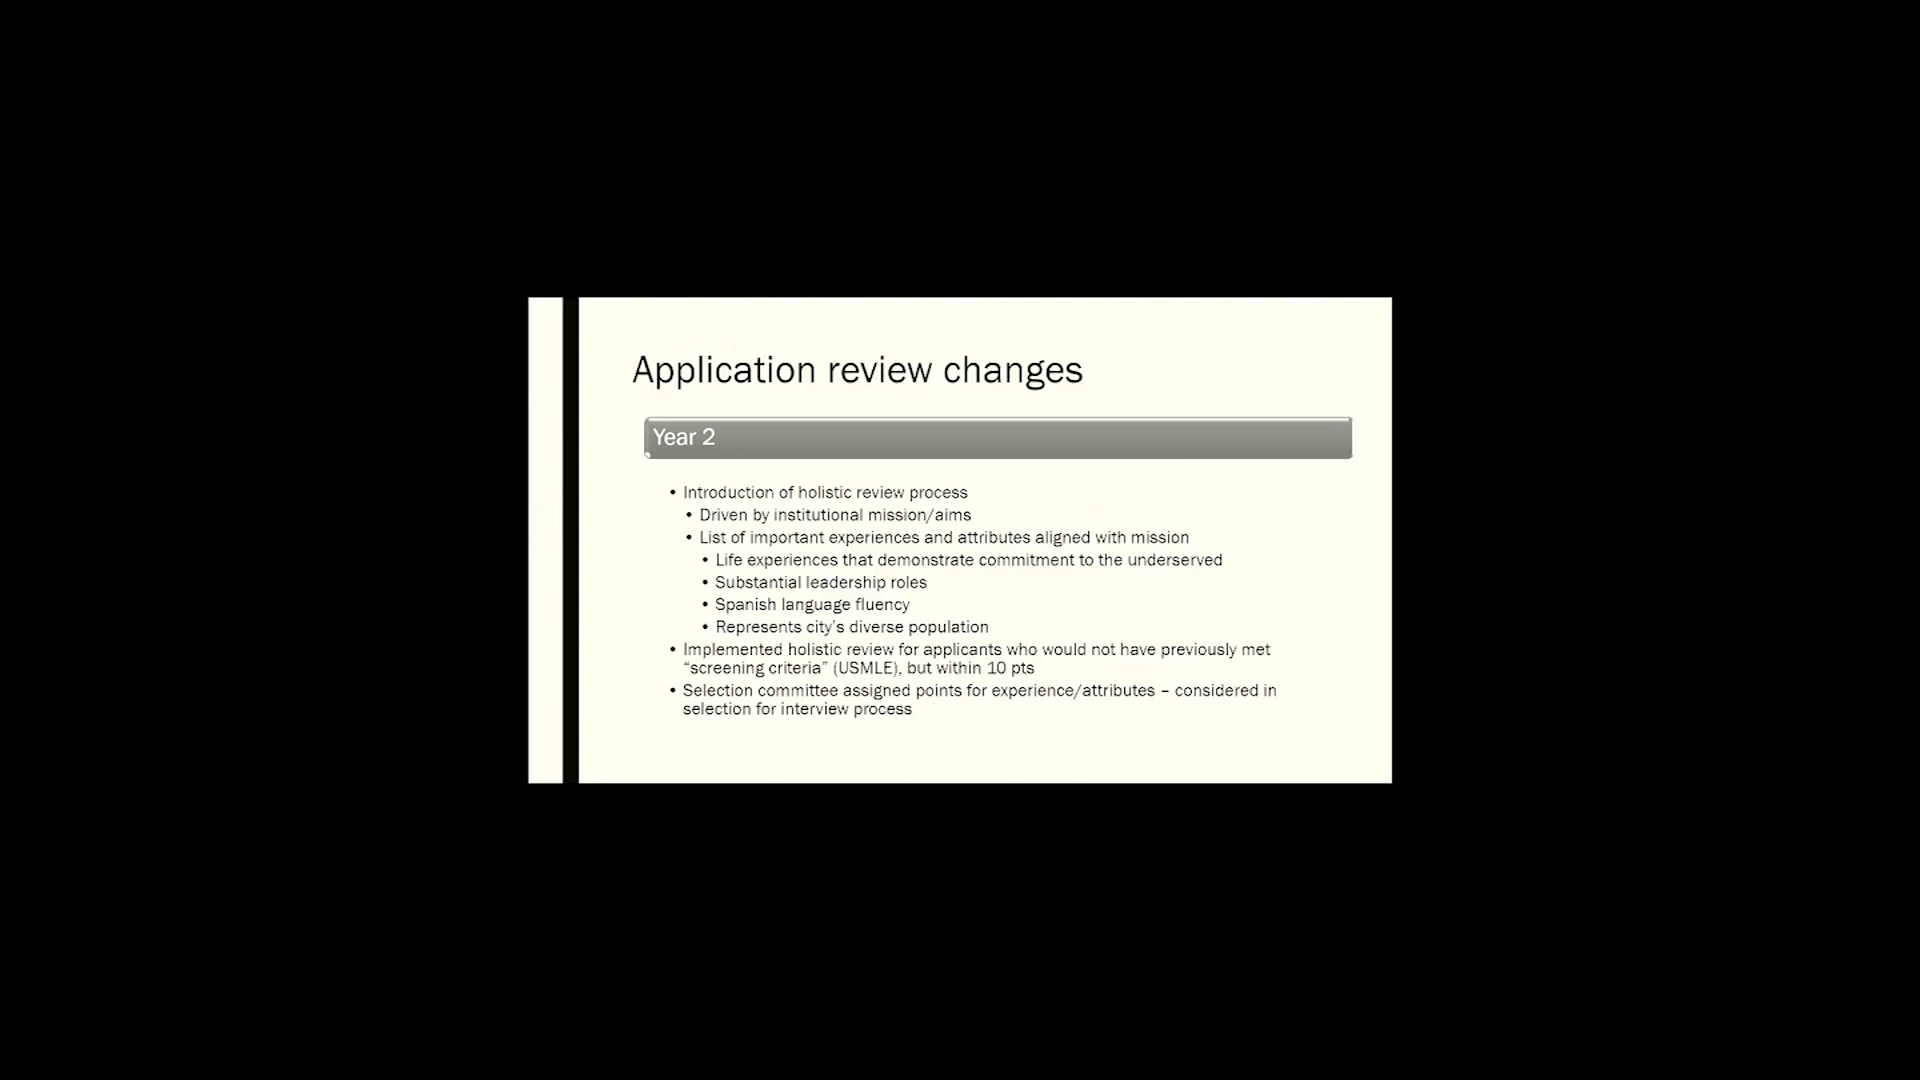 Application review changes
Year 2
• Introduction of holistic review process
• Driven by institutional mission/aims
• List of important experiences and attributes aligned with mission
• Life experiences that demonstrate commitment to the underserved
• Substantial leadership roles
• Spanish language fluency
• Represents city's diverse population
• Implemented holistic review for applicants who would not have previously met
“screening criteria” (USMLE), but within 10 pts
• Selection committee assigned points for experience/attributes – considered in
selection for interview process